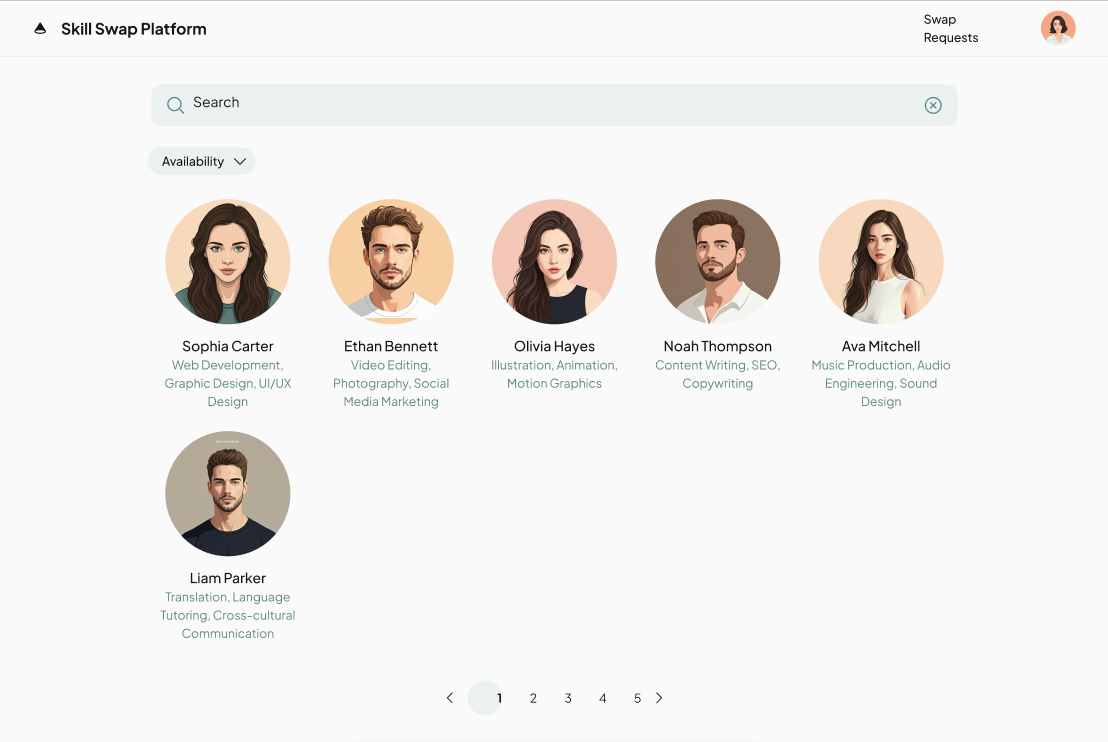 Skill Swap Platform
Swap
Requests
Search
Availability
Sophia Carter
Web Development,
Graphic Design, UI/UX
Design
Ethan Bennett
Video Editing,
Photography, Social
Media Marketing
Olivia Hayes
Illustration, Animation,
Motion Graphics
Noah Thompson
Content Writing, SEO,
Copywriting
Ava Mitchell
Music Production, Audio
Engineering, Sound
Design
Liam Parker
Translation, Language
Tutoring, Cross-cultural
Communication
1 2 3 4 5